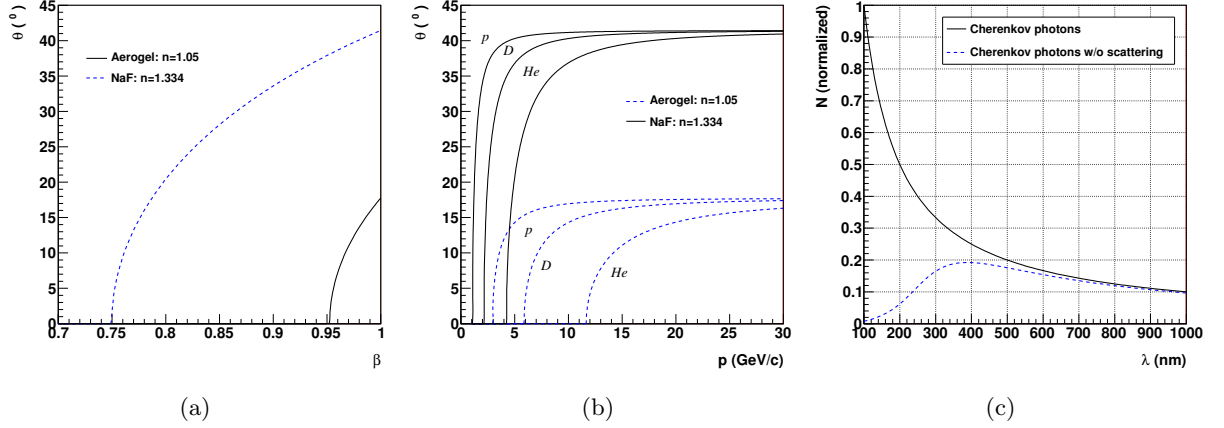 θ (⁰)
45
40
35
30
25
20
15
10
5
0
Aerogel: n=1.05
NaF: n=1.334
0.7 0.75 0.8 0.85 0.9 0.95 1
β
(a)
θ (⁰)
45
40
35
30
25
20
15
10
5
0
p
D
He
Aerogel: n=1.05
NaF: n=1.334
p
D
He
0 5 10 15 20 25 30
p (GeV/c)
(b)
N (normalized)
1
0.9
0.8
0.7
0.6
0.5
0.4
0.3
0.2
0.1
0
Cherenkov photons
Cherenkov photons w/o scattering
100 200 300 400 500 600 700 800 900 1000
λ (nm)
(c)